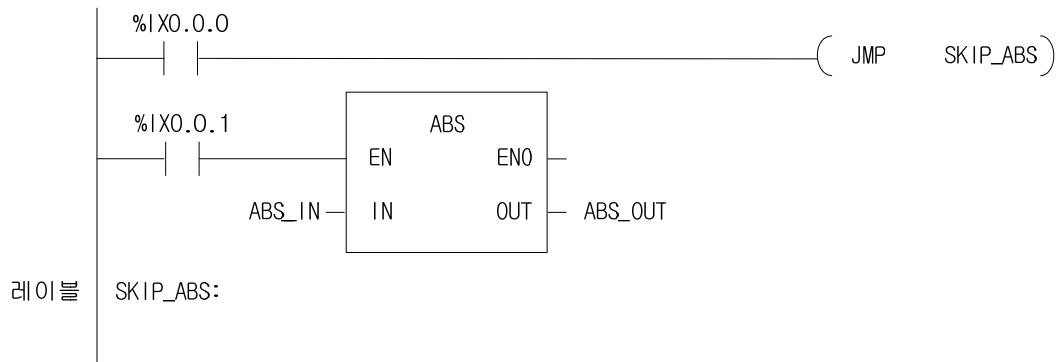 %IX0.0.0
JMP SKIP_ABS
%IX0.0.1
ABS
EN ENO
ABS_IN IN OUT ABS_OUT
레이블 SKIP_ABS: